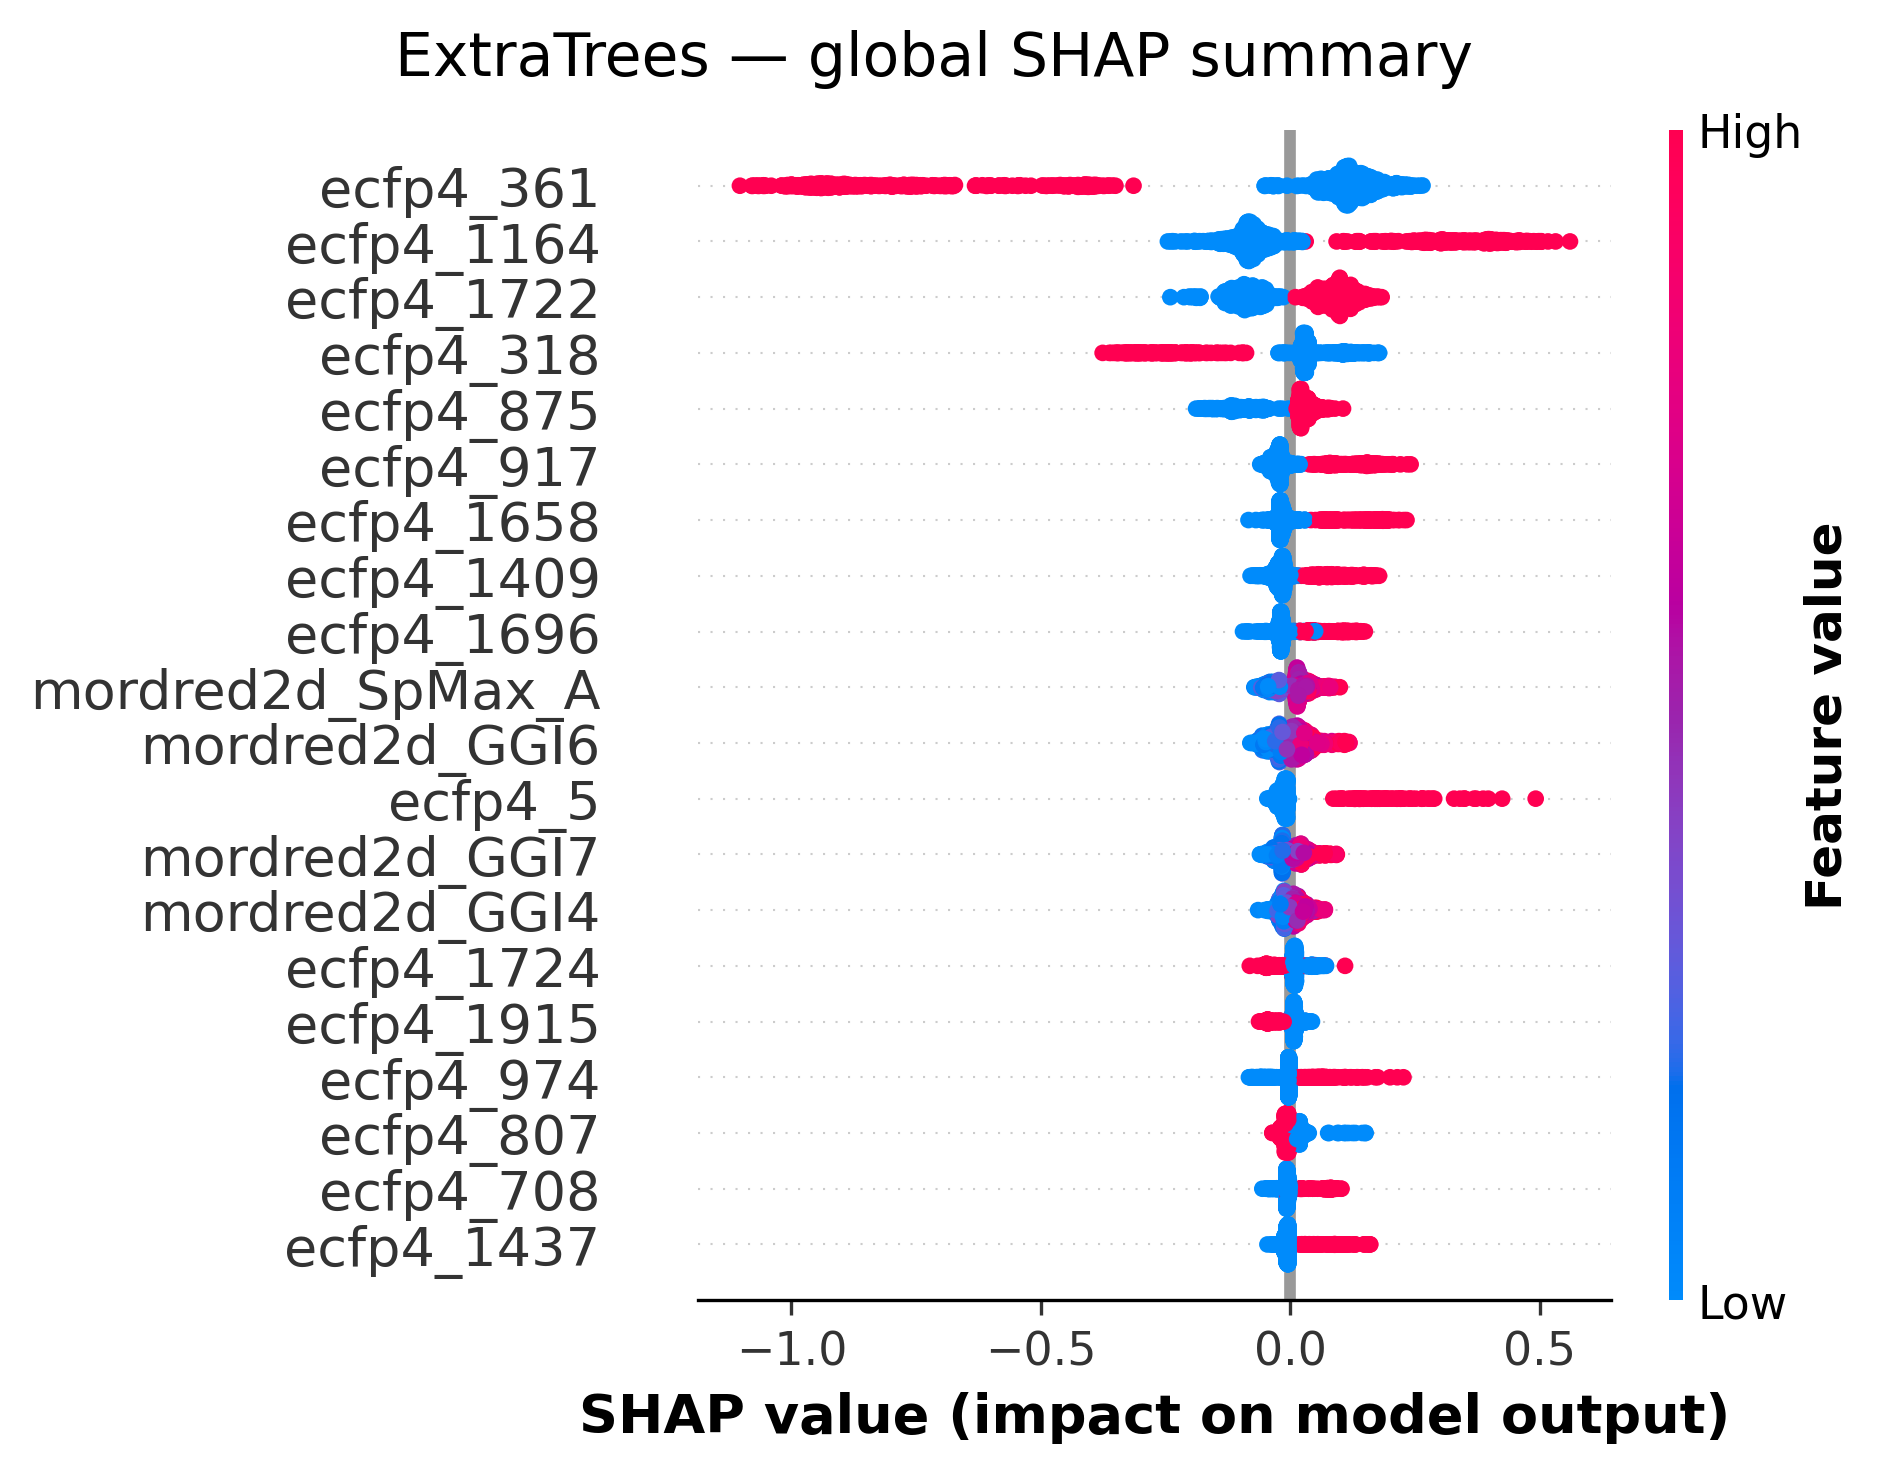 ExtraTrees — global SHAP summary
High
ecfp4_361
ecfp4_1164
ecfp4_1722
ecfp4_318
ecfp4_875
ecfp4_917
ecfp4_1658
ecfp4_1409
ecfp4_1696
mordred2d_SpMax_A
mordred2d_GGI6
ecfp4_5
mordred2d_GGI7
mordred2d_GGI4
ecfp4_1724
ecfp4_1915
ecfp4_974
ecfp4_807
ecfp4_708
ecfp4_1437
Feature value
Low
−1.0 −0.5 0.0 0.5
SHAP value (impact on model output)